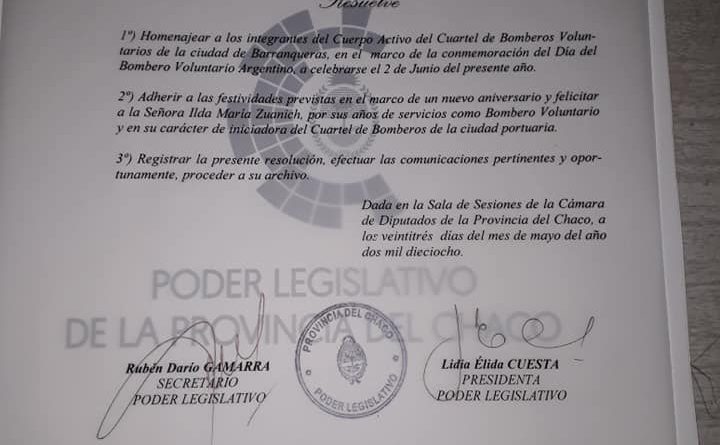 Resuelve
1º) Homenajear a los integrantes del Cuerpo Activo del Cuartel de Bomberos Volun-
tarios de la ciudad de Barranqueras, en el marco de la conmemoración del Día del
Bombero Voluntario Argentino, a celebrarse el 2 de Junio del presente año.
2º) Adherir a las festividades previstas en el marco de un nuevo aniversario y felicitar
a la Señora Ilda María Zuanich, por sus años de servicios como Bombero Voluntario
y en su carácter de iniciadora del Cuartel de Bomberos de la ciudad portuaria.
3º) Registrar la presente resolución, efectuar las comunicaciones pertinentes y opor-
tunamente, proceder a su archivo.
Dada en la Sala de Sesiones de la Cámara
de Diputados de la Provincia del Chaco, a
los veintitrés días del mes de mayo del año
dos mil dieciocho.
PODER LEGISLATIVO
DE LA PROVINCIA DEL CHACO
PROVINCIA DEL CHACO
PODER LEGISLATIVO
Rubén Darío GAMARRA
SECRETARIO
PODER LEGISLATIVO
Lidia Élida CUESTA
PRESIDENTA
PODER LEGISLATIVO